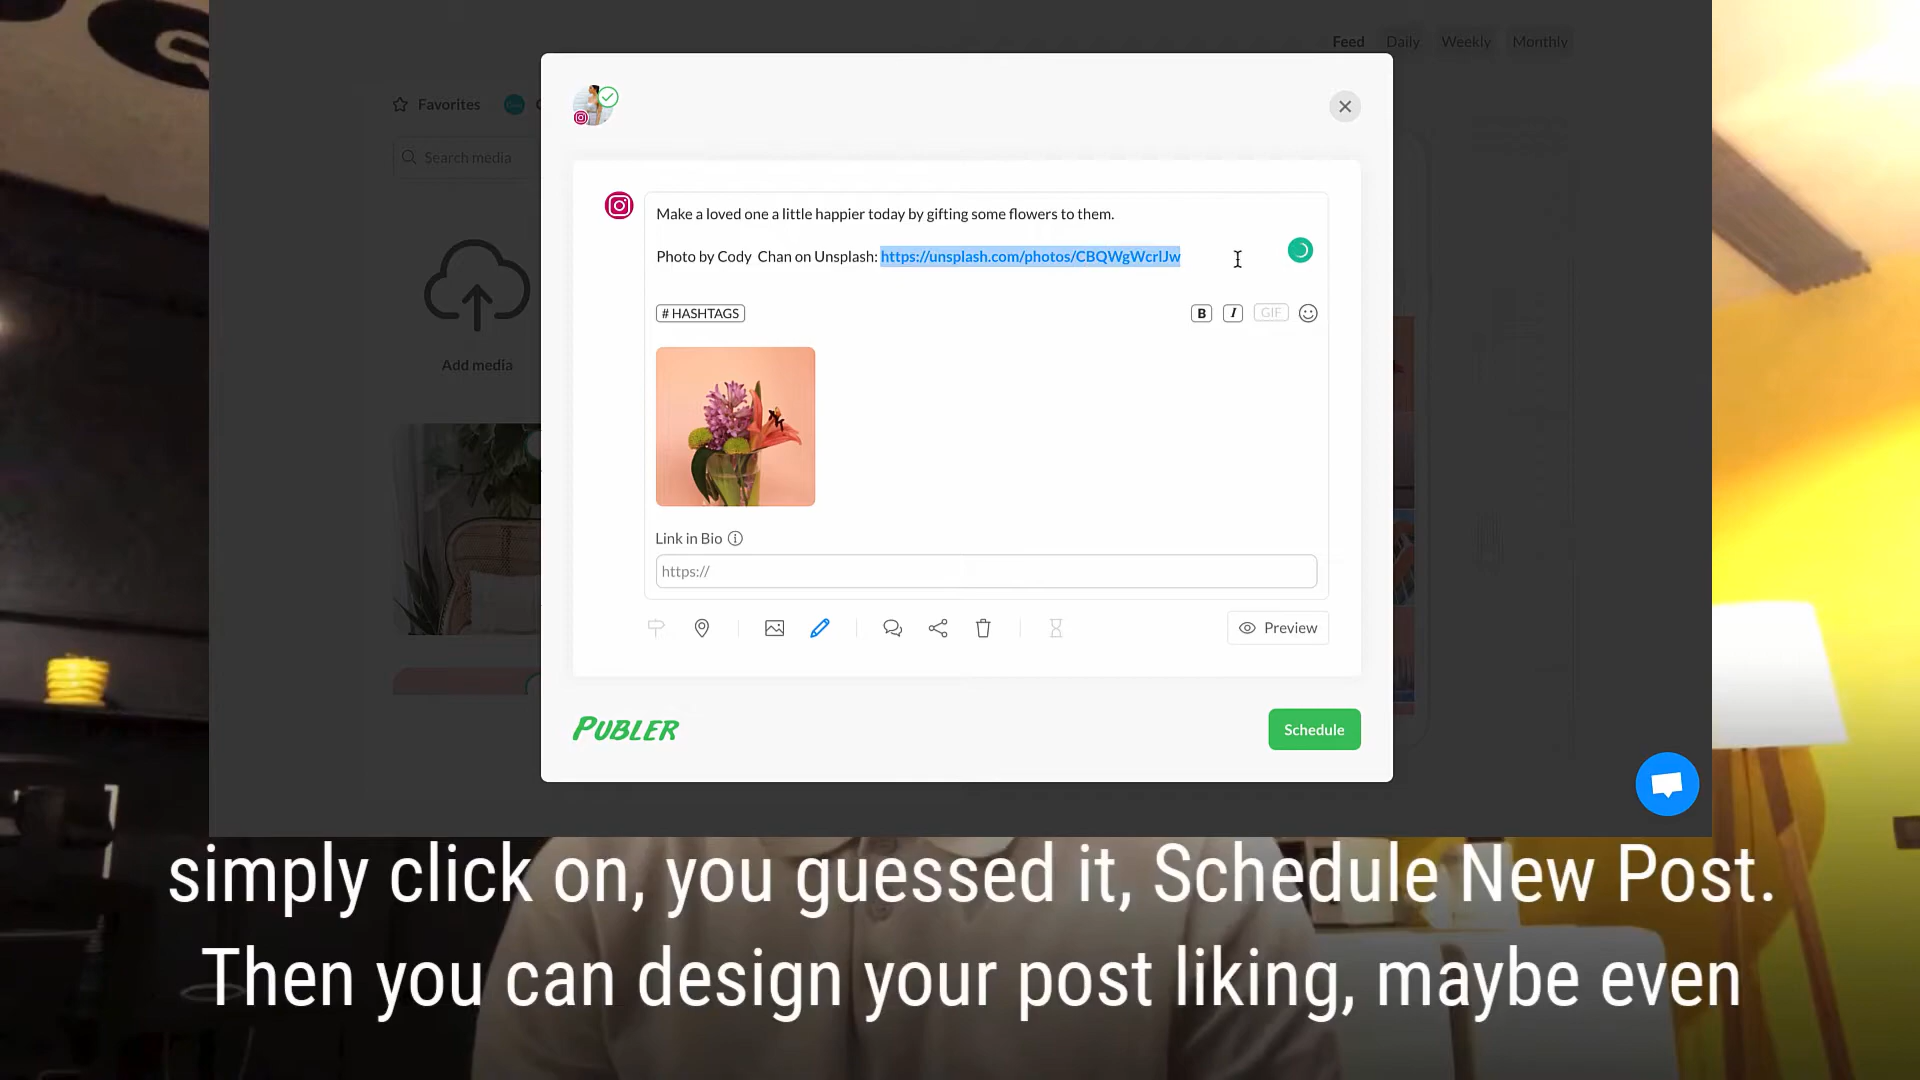 Feed Daily Weekly Monthly
Favorites
Search media
Add media
Make a loved one a little happier today by gifting some flowers to them.
Photo by Cody Chan on Unsplash: https://unsplash.com/photos/CBQWgWcrlJw
# HASHTAGS
B I GIF
Link in Bio
https://
Preview
PUBLER
Schedule
simply click on, you guessed it, Schedule New Post.
Then you can design your post liking, maybe even